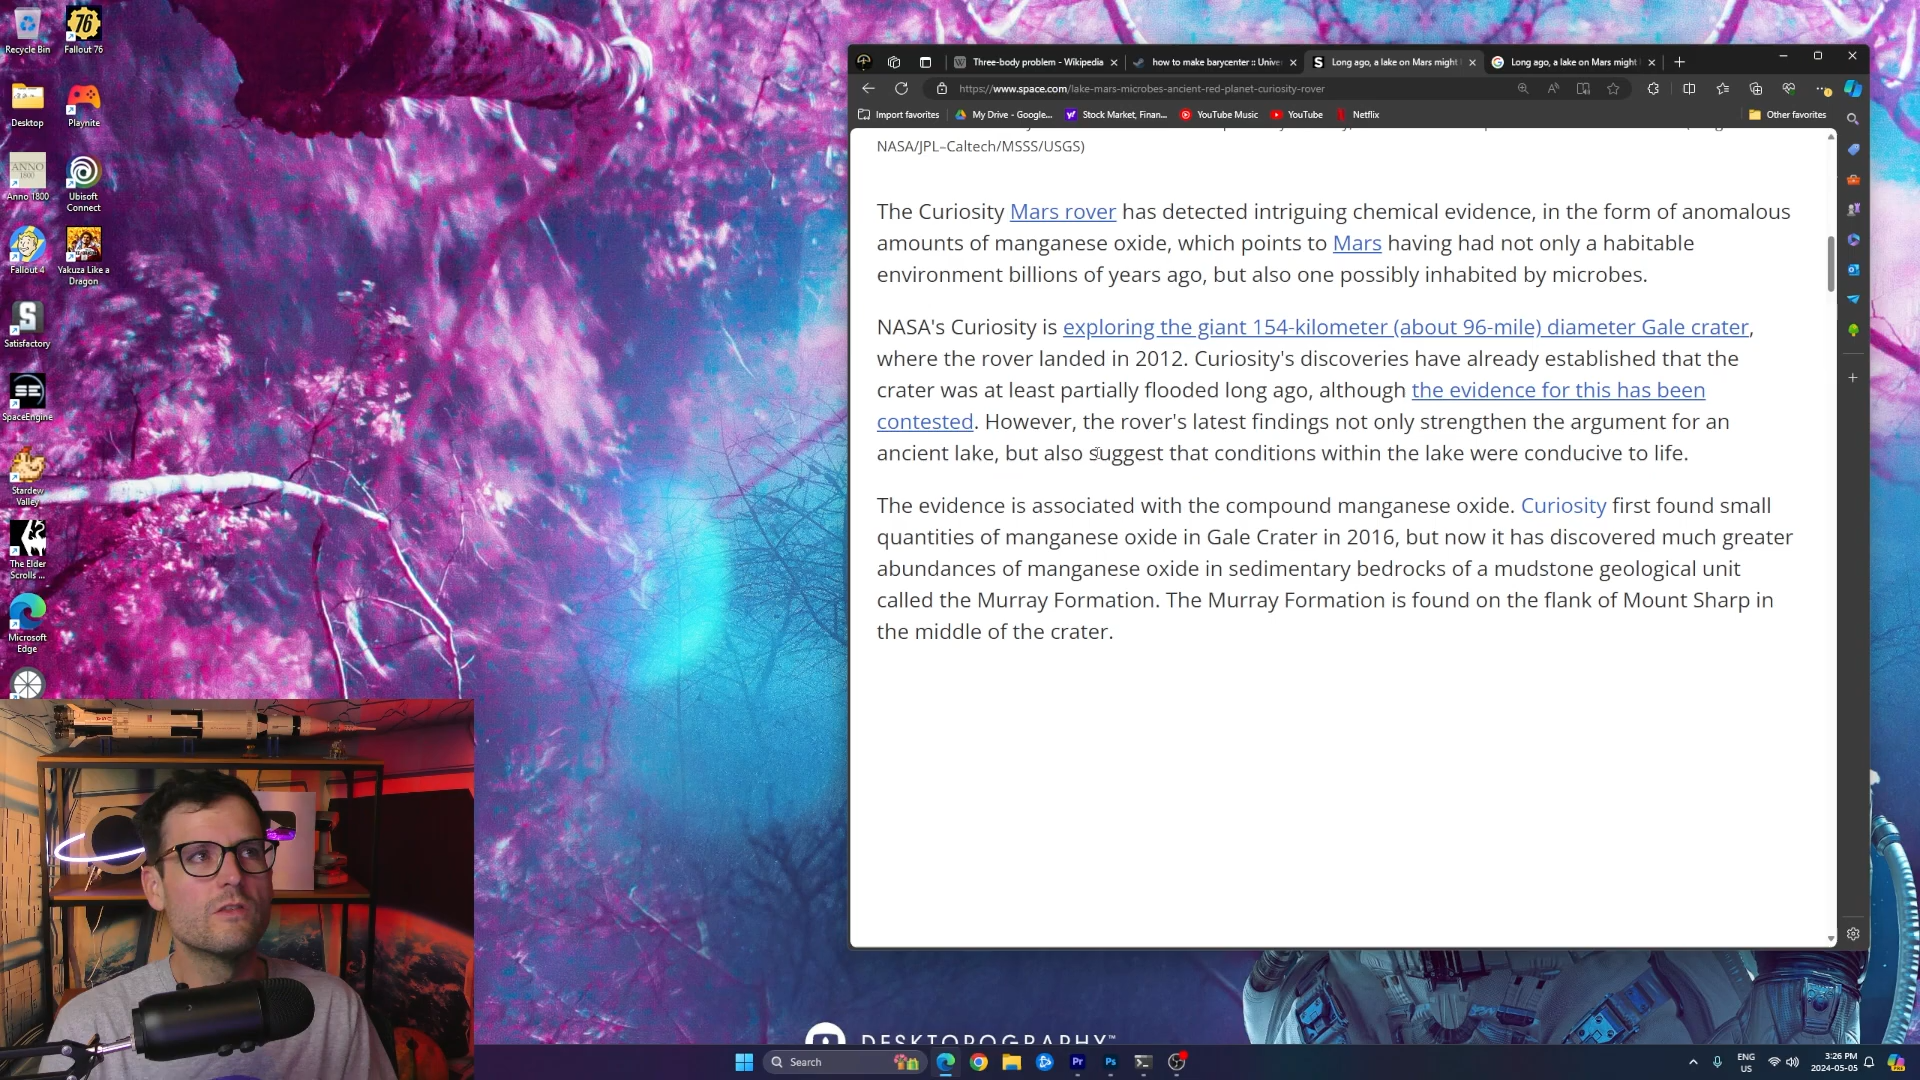 Recycle Bin
Fallout 76
Desktop
Playnite
ANNO
1800
Anno 1800
Ubisoft
Connect
Fallout 4
Yakuza Like a
Dragon
Satisfactory
SE
SpaceEngine
Stardew
Valley
The Elder
Scrolls ...
Microsoft
Edge
Three-body problem - Wikipedia
how to make barycenter :: Unive
Long ago, a lake on Mars might
Long ago, a lake on Mars might
https://www.space.com/lake-mars-microbes-ancient-red-planet-curiosity-rover
Import favorites
My Drive - Google...
Stock Market, Finan...
YouTube Music
YouTube
Netflix
Other favorites
NASA/JPL–Caltech/MSSS/USGS)
The Curiosity Mars rover has detected intriguing chemical evidence, in the form of anomalous
amounts of manganese oxide, which points to Mars having had not only a habitable
environment billions of years ago, but also one possibly inhabited by microbes.
NASA's Curiosity is exploring the giant 154-kilometer (about 96-mile) diameter Gale crater,
where the rover landed in 2012. Curiosity's discoveries have already established that the
crater was at least partially flooded long ago, although the evidence for this has been
contested. However, the rover's latest findings not only strengthen the argument for an
ancient lake, but also suggest that conditions within the lake were conducive to life.
The evidence is associated with the compound manganese oxide. Curiosity first found small
quantities of manganese oxide in Gale Crater in 2016, but now it has discovered much greater
abundances of manganese oxide in sedimentary bedrocks of a mudstone geological unit
called the Murray Formation. The Murray Formation is found on the flank of Mount Sharp in
the middle of the crater.
DESKTOPOGRAPHY™
Search
ENG
US
3:26 PM
2024-05-05